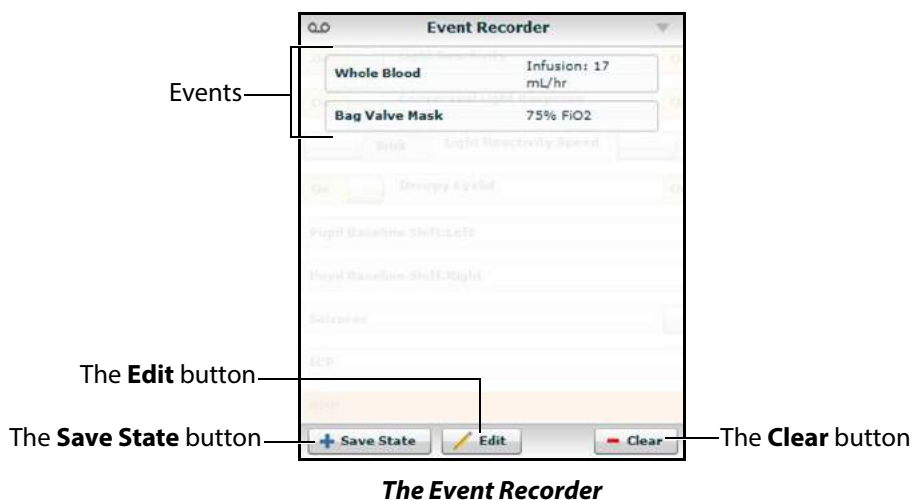 Event Recorder
Events
Whole Blood Infusion: 17
mL/hr
Bag Valve Mask 75% FiO2
Light Reactivity Speed
On Droopy Eyelid
Pupil Baseline Shift:Left
Pupil Baseline Shift:Right
Seizures
ICP
The Edit button
The Save State button
Save State Edit Clear
The Clear button
The Event Recorder